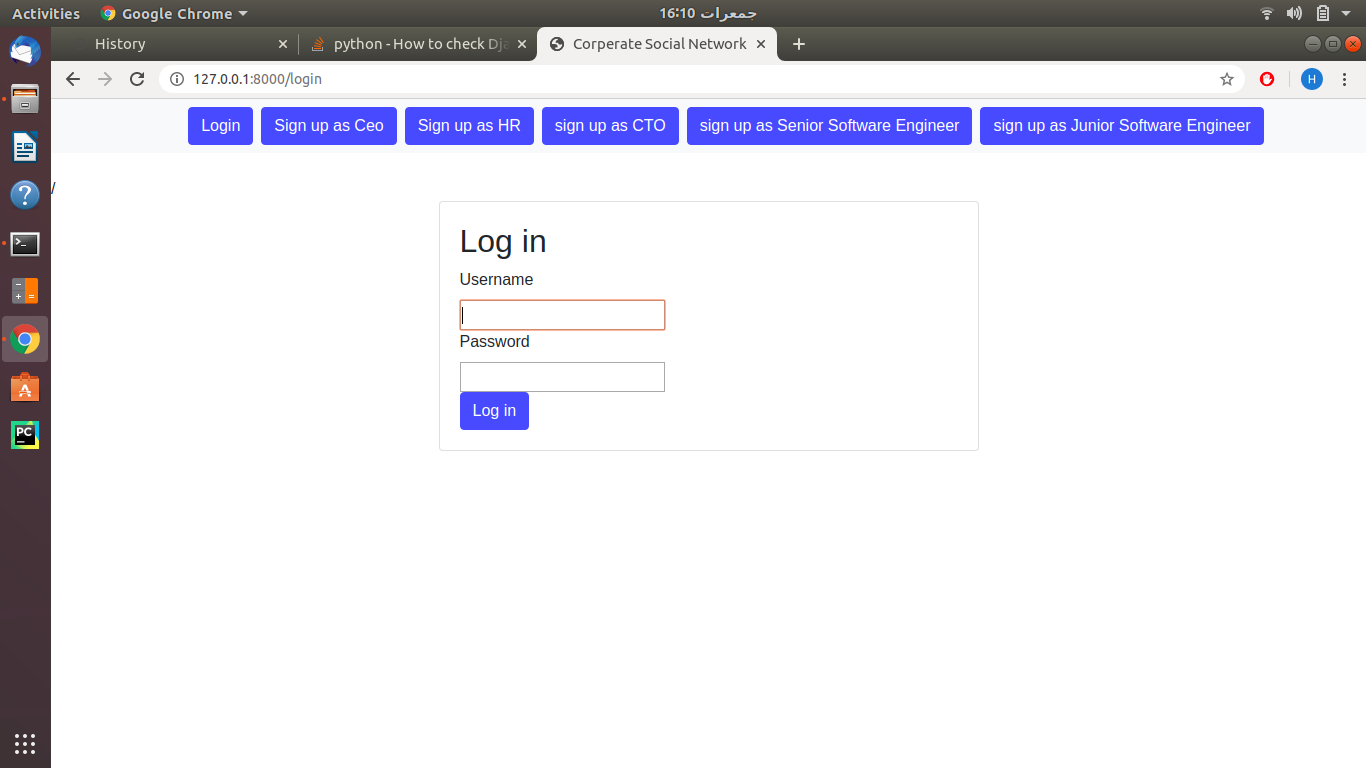 Activities Google Chrome 16:10 جمعرات
History python - How to check Dja Corperate Social Network
127.0.0.1:8000/login H
Login Sign up as Ceo Sign up as HR sign up as CTO sign up as Senior Software Engineer sign up as Junior Software Engineer
/
Log in
Username
Password
Log in
PC